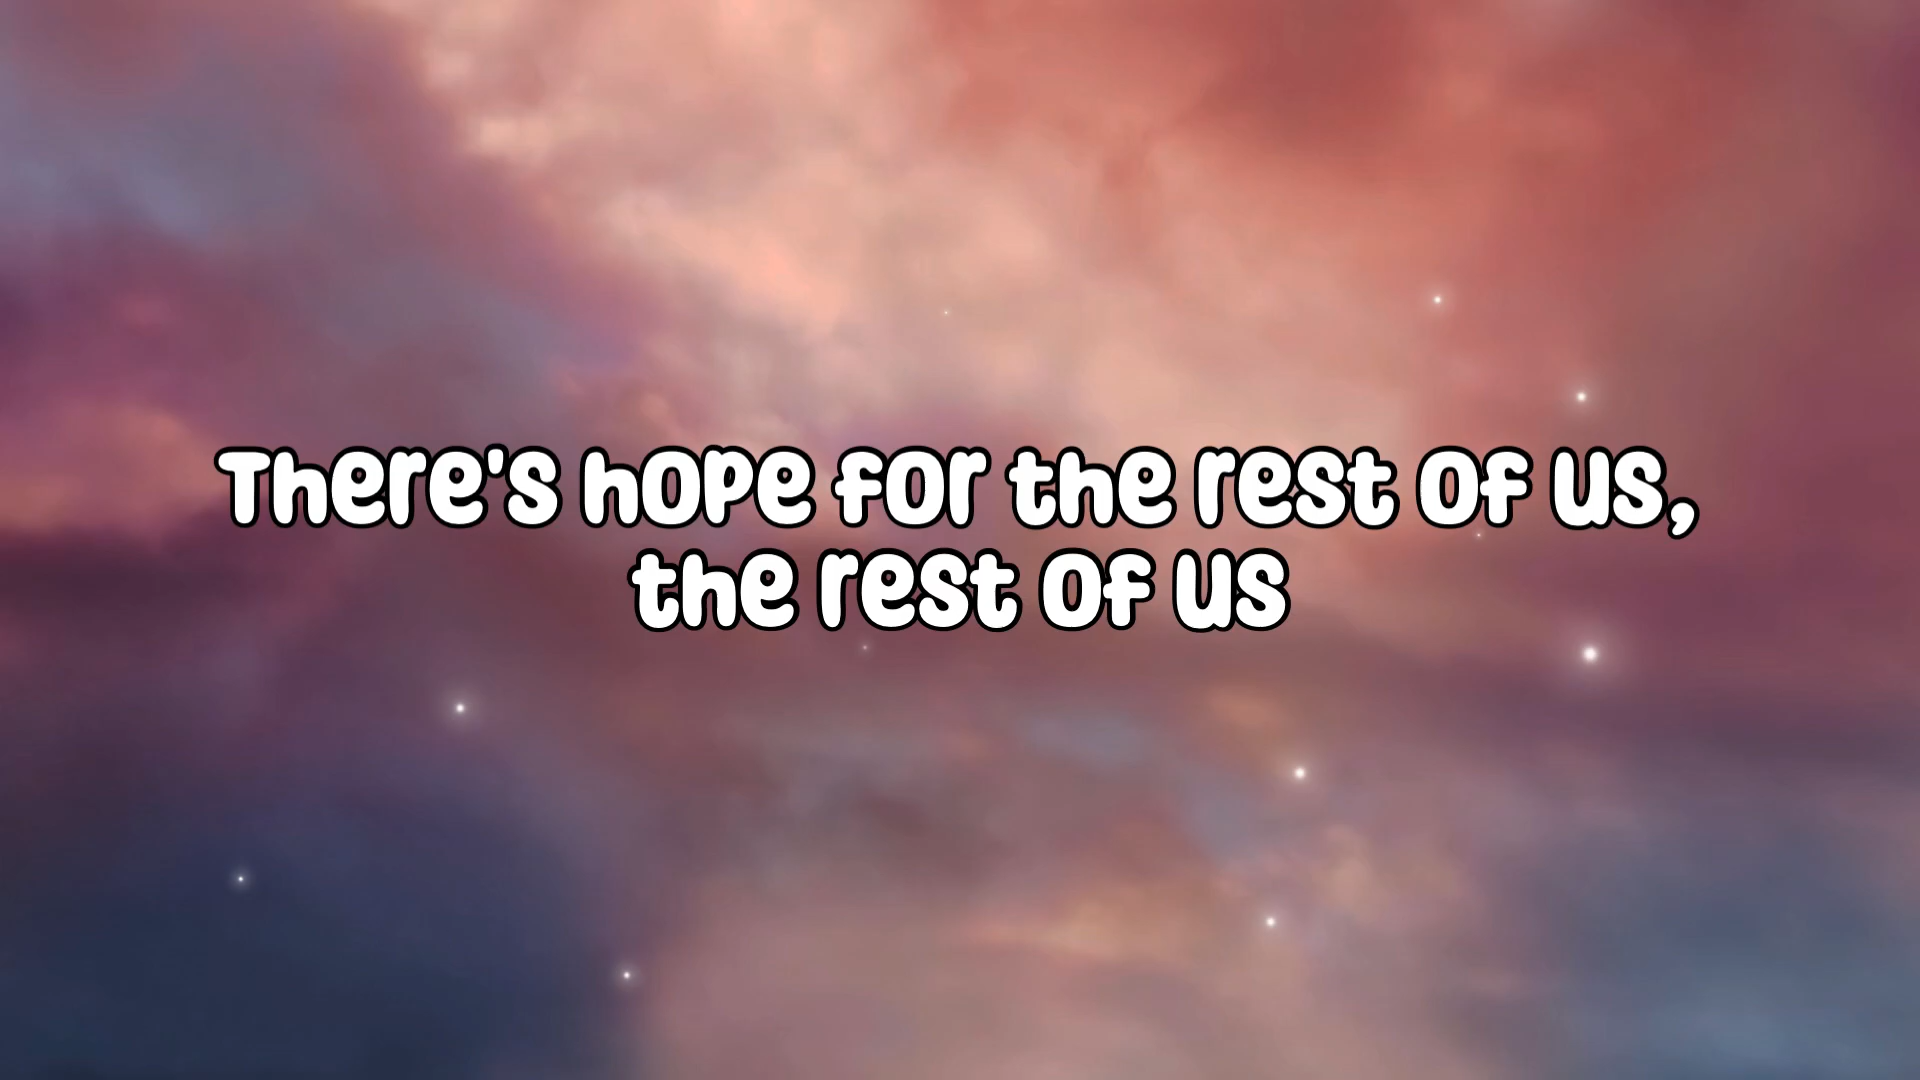 There's hope for the rest of us,
the rest of us